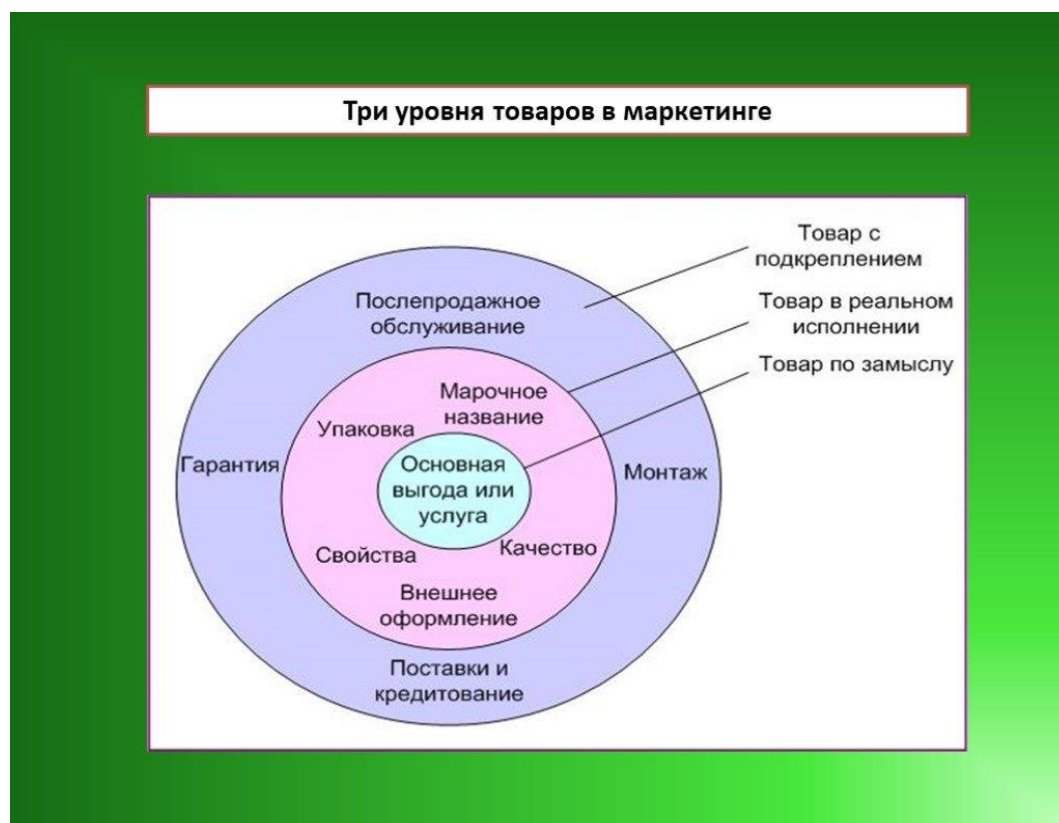 Три уровня товаров в маркетинге
Товар с
подкреплением
Послепродажное
обслуживание
Товар в реальном
исполнении
Товар по замыслу
Марочное
название
Упаковка
Гарантия
Основная
выгода или
услуга
Монтаж
Свойства
Качество
Внешнее
оформление
Поставки и
кредитование